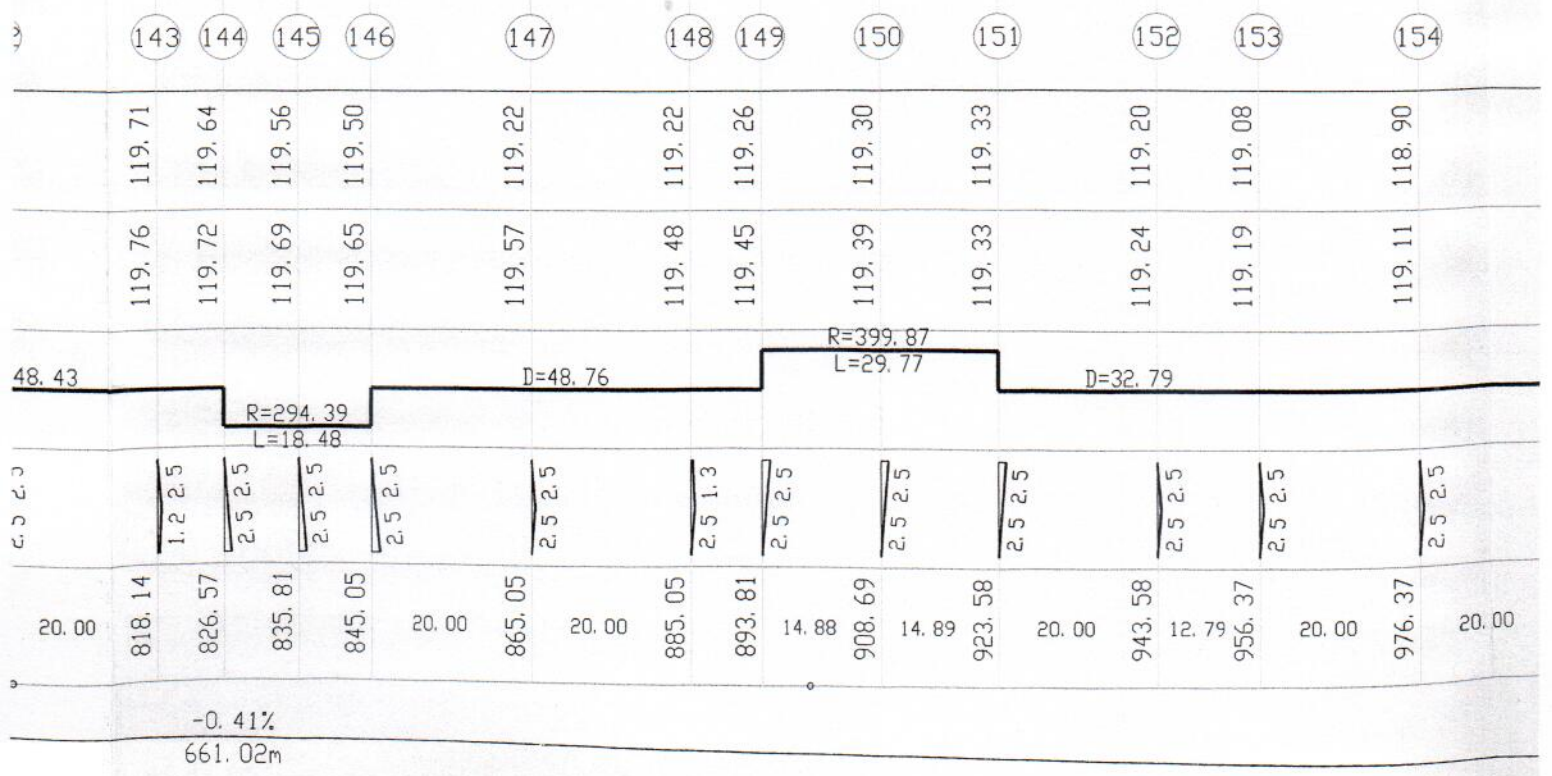 143 144 145 146 147 148 149 150 151 152 153 154
119.71 119.64 119.56 119.50 119.22 119.22 119.26 119.30 119.33 119.20 119.08 118.90
119.76 119.72 119.69 119.65 119.57 119.48 119.45 119.39 119.33 119.24 119.19 119.11
R=399.87
48.43 D=48.76 L=29.77 D=32.79
R=294.39
L=18.48
2.5 1.2 2.5 2.5 2.5 2.5 2.5 2.5 2.5 2.5 2.5 2.5 1.3 2.5 2.5 2.5 2.5 2.5 2.5 2.5 2.5 2.5 2.5 2.5 2.5
20.00 818.14 826.57 835.81 845.05 20.00 865.05 20.00 885.05 893.81 14.88 908.69 14.89 923.58 20.00 943.58 12.79 956.37 20.00 976.37 20.00
-0.41%
661.02m